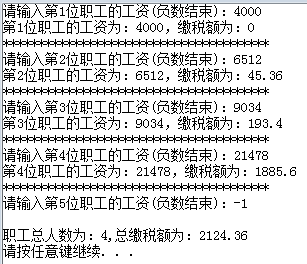 请输入第1位职工的工资(负数结束)：4000
第1位职工的工资为：4000，缴税额为：0
**********************************
请输入第2位职工的工资(负数结束)：6512
第2位职工的工资为：6512，缴税额为：45.36
**********************************
请输入第3位职工的工资(负数结束)：9034
第3位职工的工资为：9034，缴税额为：193.4
**********************************
请输入第4位职工的工资(负数结束)：21478
第4位职工的工资为：21478，缴税额为：1885.6
**********************************
请输入第5位职工的工资(负数结束)：-1
职工总人数为：4,总缴税额为：2124.36
请按任意键继续. . .